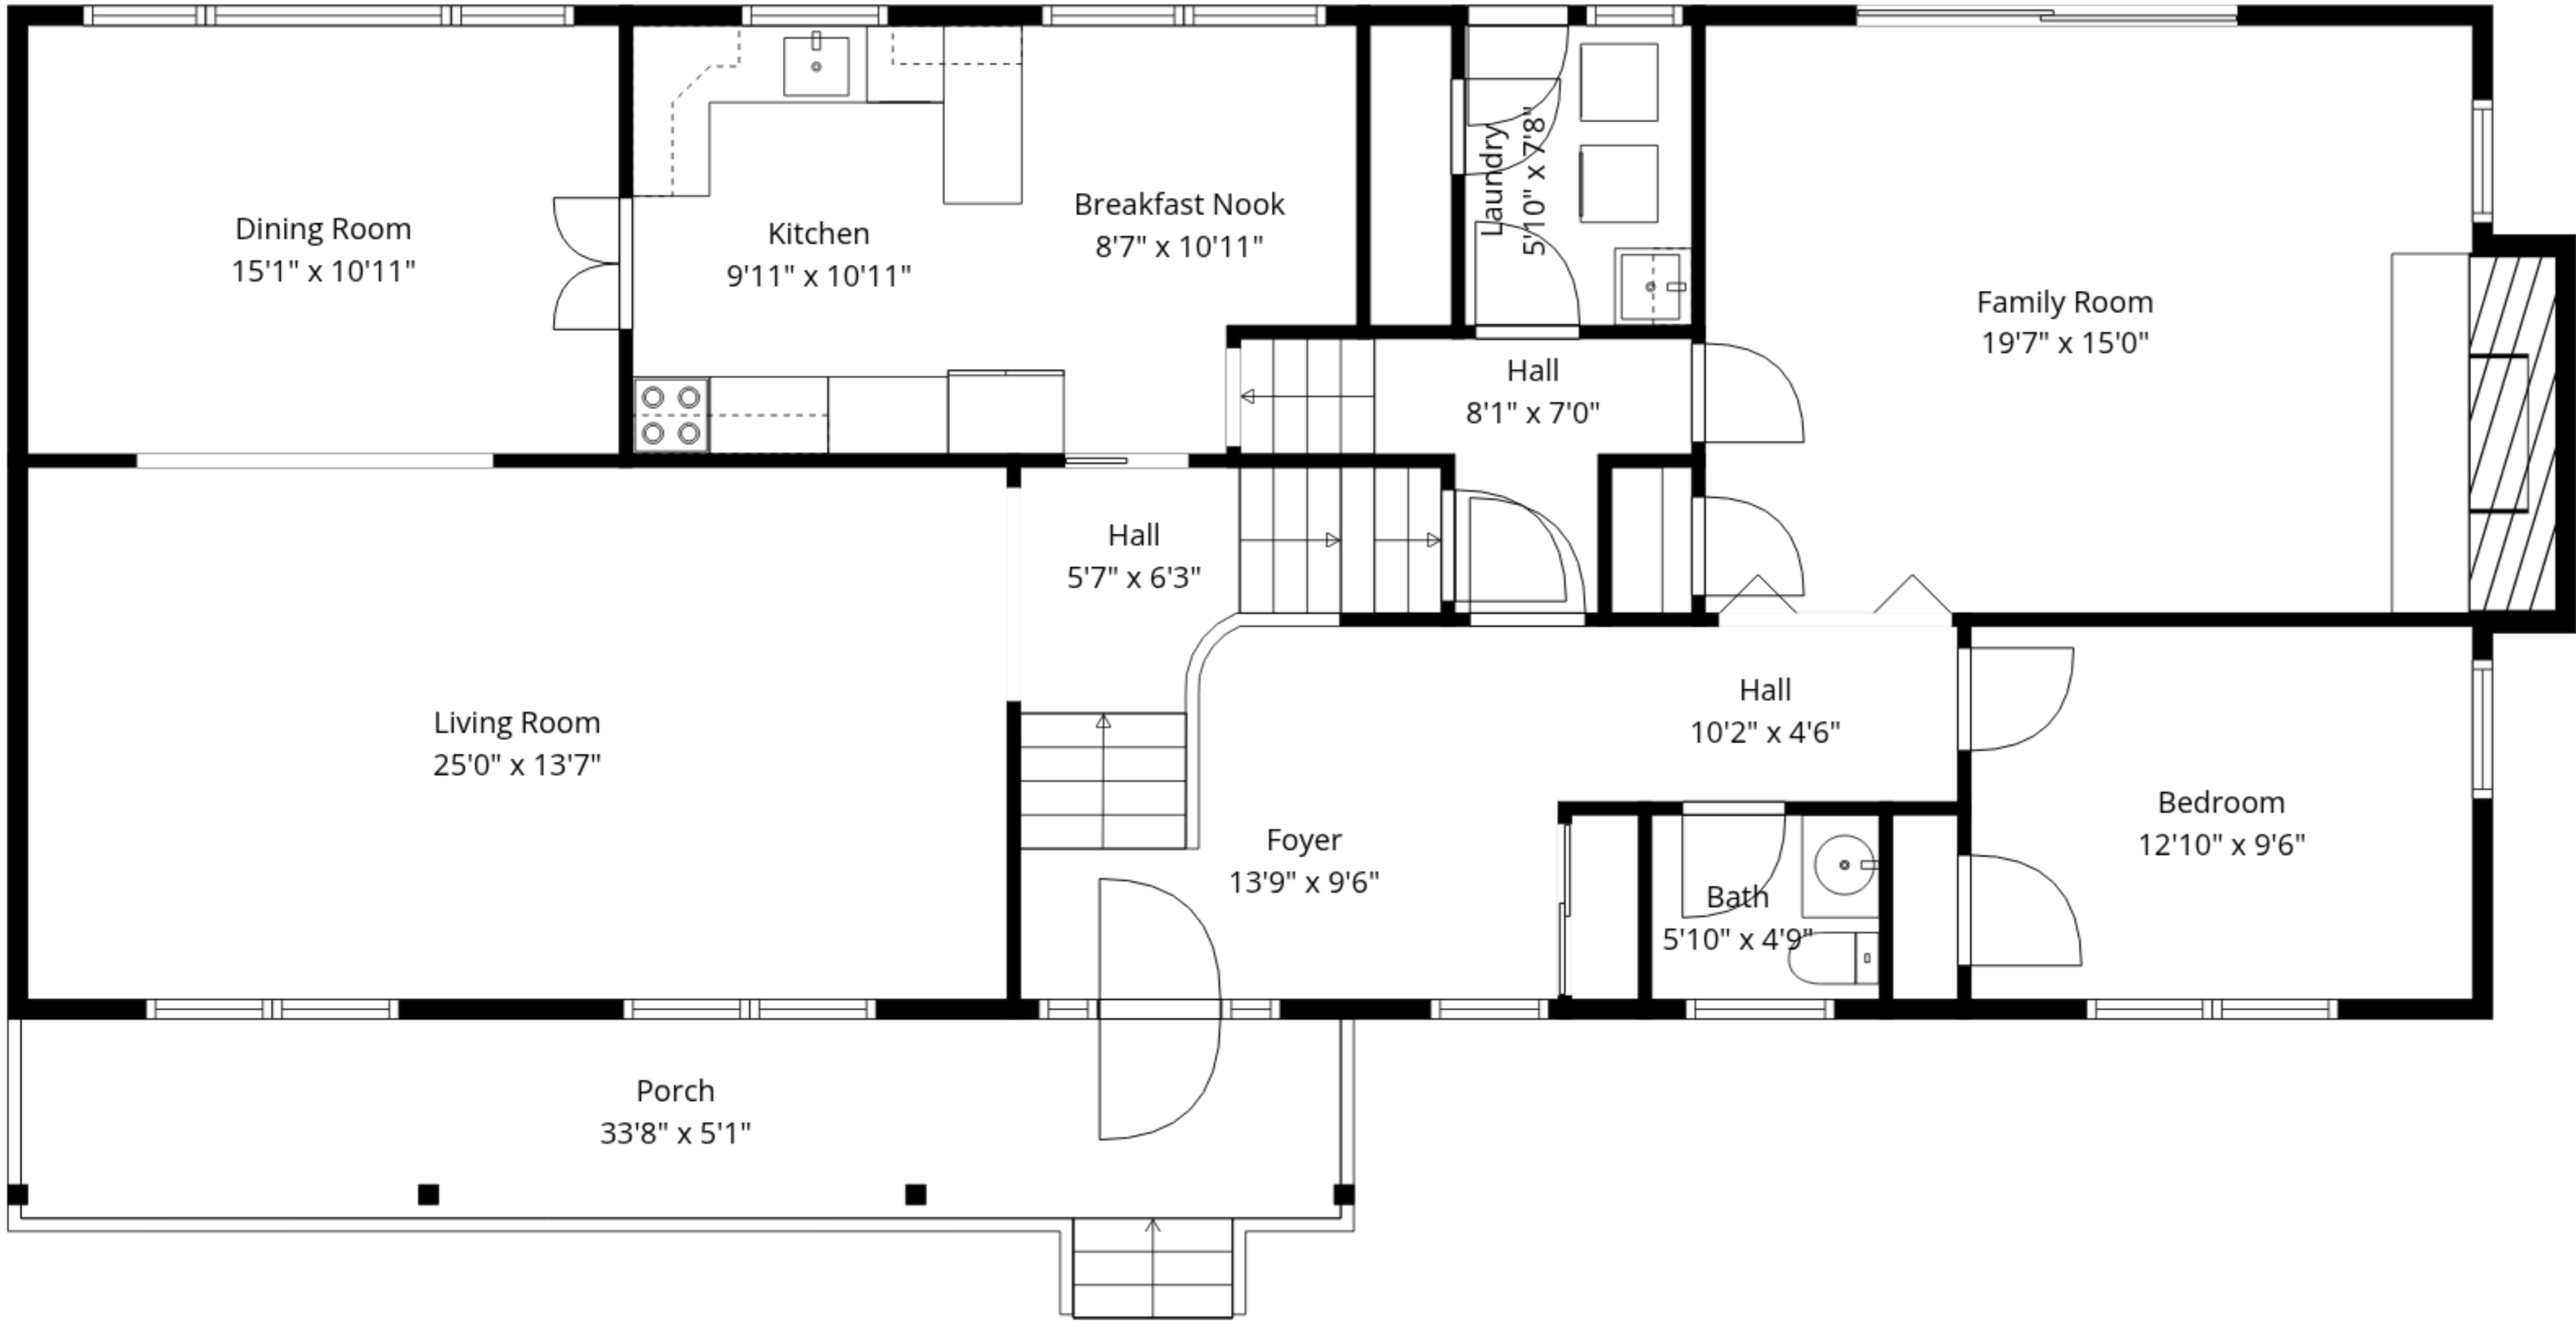 Dining Room
15'1" x 10'11"
Kitchen
9'11" x 10'11"
Breakfast Nook
8'7" x 10'11"
Laundry
5'10" x 7'8"
Family Room
19'7" x 15'0"
Hall
8'1" x 7'0"
Hall
5'7" x 6'3"
Living Room
25'0" x 13'7"
Hall
10'2" x 4'6"
Foyer
13'9" x 9'6"
Bath
5'10" x 4'9"
Bedroom
12'10" x 9'6"
Porch
33'8" x 5'1"